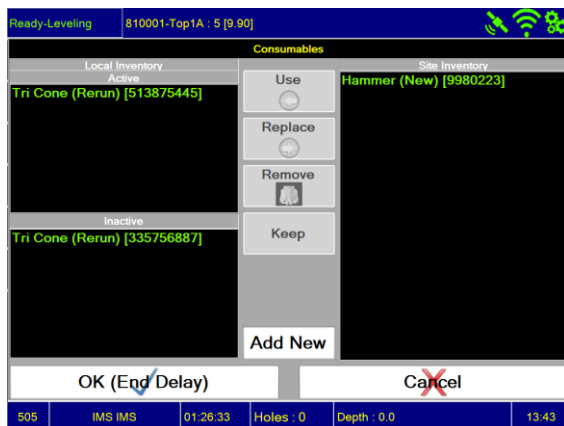 Ready-Leveling
810001-Top1A : 5 [9.90]
Consumables
Local Inventory
Active
Tri Cone (Rerun) [513875445]
Inactive
Tri Cone (Rerun) [335756887]
Use
Replace
Remove
Keep
Add New
Site Inventory
Hammer (New) [9980223]
OK (End Delay)
Cancel
505
IMS IMS
01:26:33
Holes : 0
Depth : 0.0
13:43